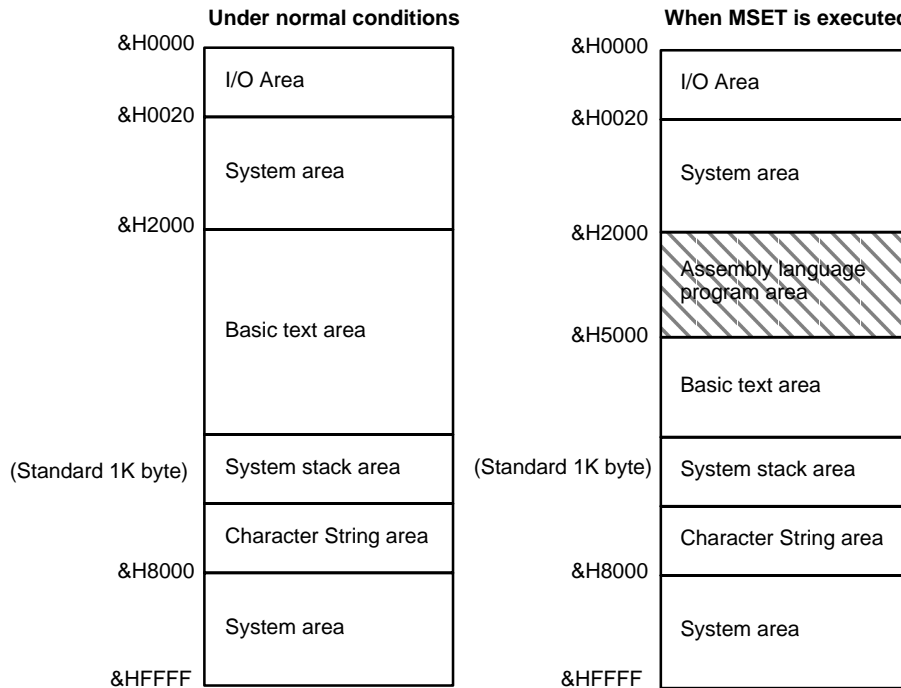 Under normal conditions
&H0000
I/O Area
&H0020
System area
&H2000
Basic text area
(Standard 1K byte)
System stack area
Character String area
&H8000
System area
&HFFFF
When MSET is executed
&H0000
I/O Area
&H0020
System area
&H2000
Assembly language
program area
&H5000
Basic text area
(Standard 1K byte)
System stack area
Character String area
&H8000
System area
&HFFFF